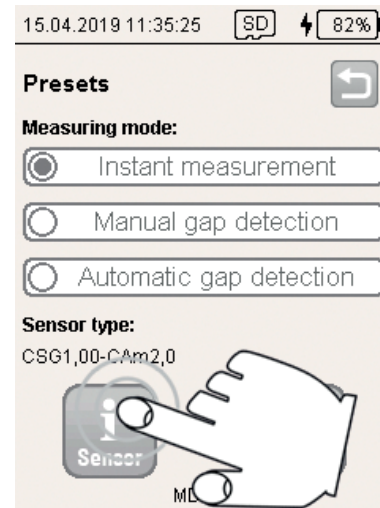 15.04.2019 11:35:25 SD 82%
Presets
Measuring mode:
Instant measurement
Manual gap detection
Automatic gap detection
Sensor type:
CSG1,00-CAm2,0
i
Sensor